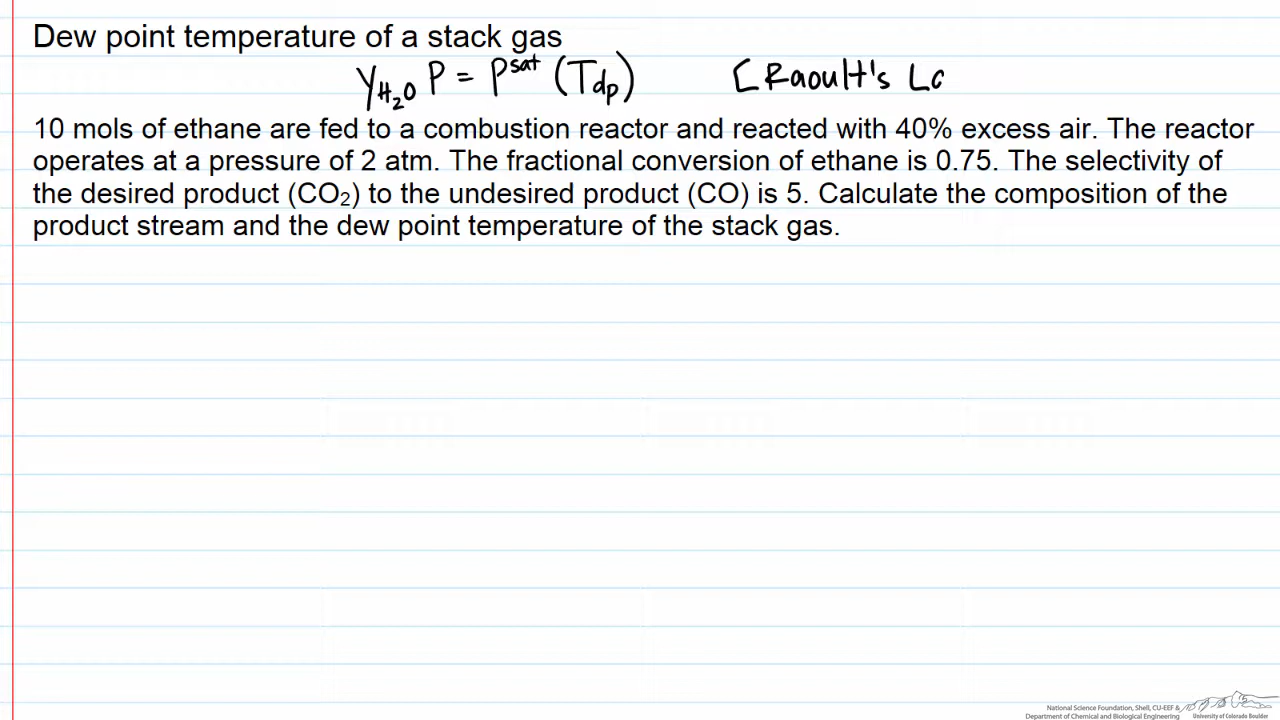 Dew point temperature of a stack gas
y_H₂O P = P^sat (T_dp) [Raoult's La
10 mols of ethane are fed to a combustion reactor and reacted with 40% excess air. The reactor
operates at a pressure of 2 atm. The fractional conversion of ethane is 0.75. The selectivity of
the desired product (CO₂) to the undesired product (CO) is 5. Calculate the composition of the
product stream and the dew point temperature of the stack gas.
National Science Foundation, Shell, CU-EEF &
Department of Chemical and Biological Engineering
University of Colorado Boulder